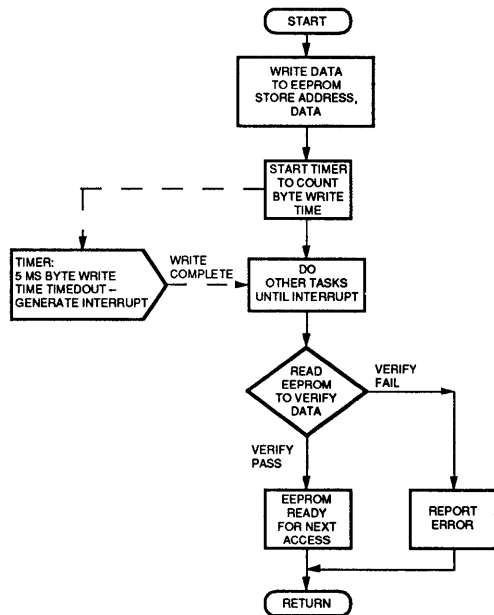 START
WRITE DATA
TO EEPROM
STORE ADDRESS,
DATA
START TIMER
TO COUNT
BYTE WRITE
TIME
TIMER:
5 MS BYTE WRITE
TIME TIMEDOUT –
GENERATE INTERRUPT
WRITE
COMPLETE
DO
OTHER TASKS
UNTIL INTERRUPT
READ
EEPROM
TO VERIFY
DATA
VERIFY
FAIL
VERIFY
PASS
EEPROM
READY
FOR NEXT
ACCESS
REPORT
ERROR
RETURN